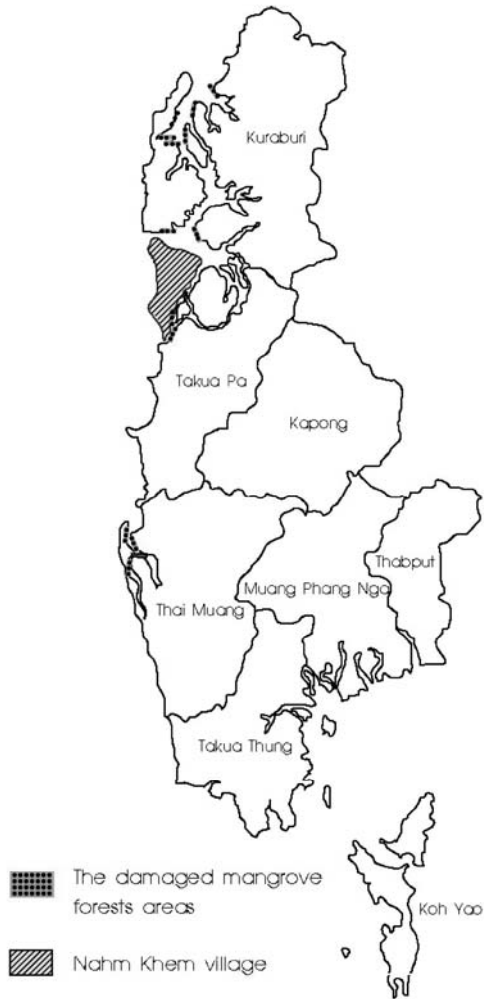 Kuraburi
Takua Pa
Kapong
Thabput
Muang Phang Nga
Thai Muang
Takua Thung
The damaged mangrove
forests areas
Koh Yao
Nahm Khem village